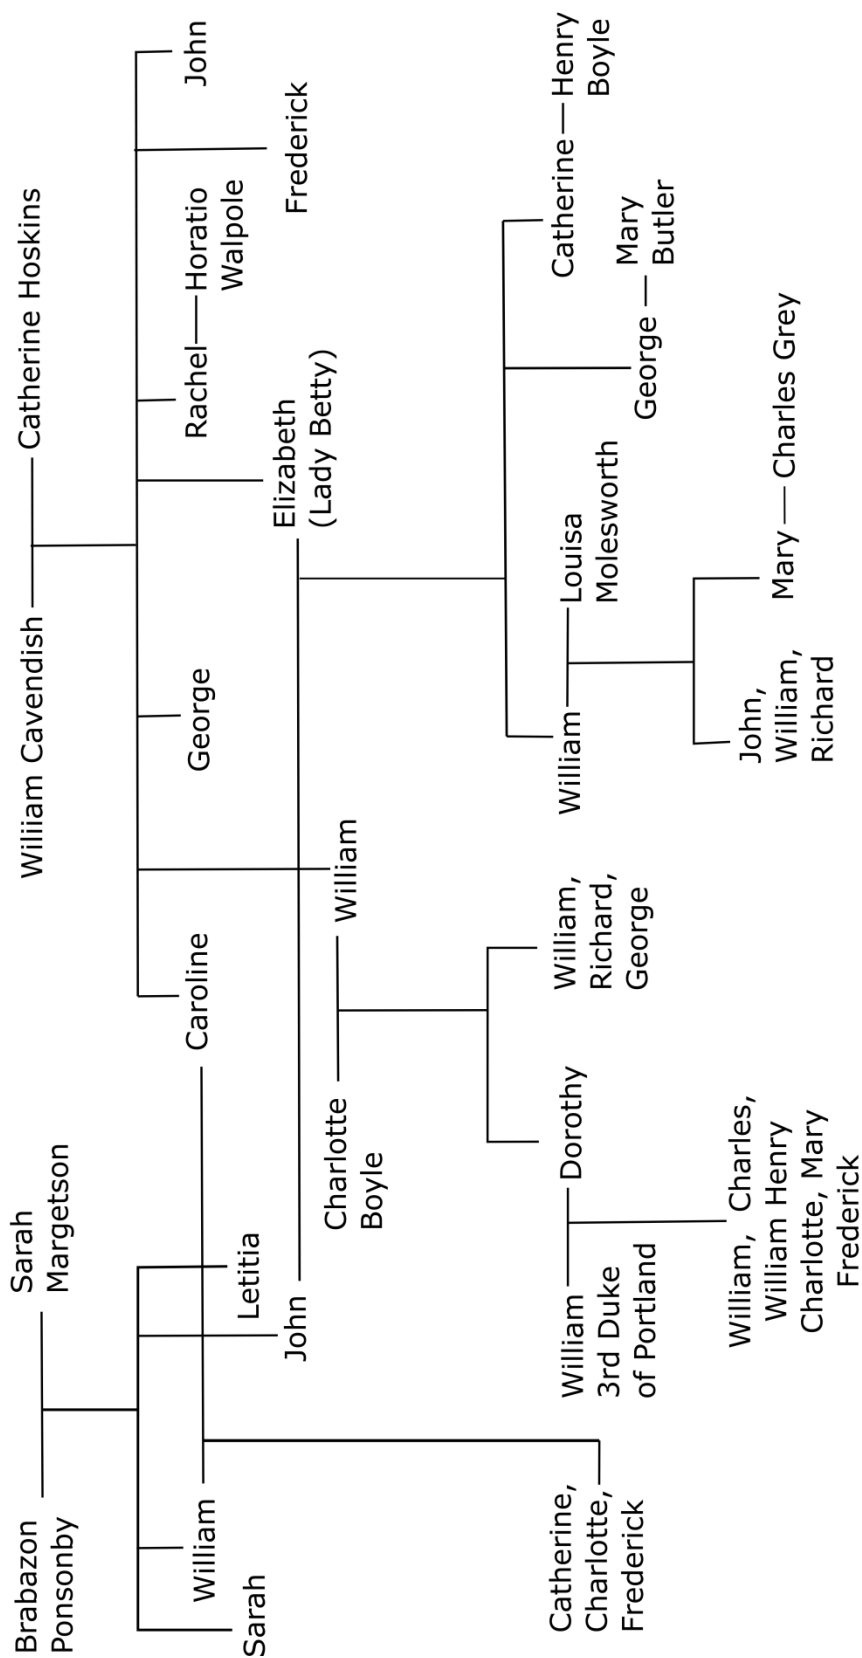 Brabazon
Ponsonby
Sarah
Margetson
Wiliiam Cavendish
Catherine Hoskins
William
Sarah
John
Letitia
Caroline
William
George
Elizabeth
(Lady Betty)
Rachel
Horatio
Walpole
Frederick
John
Charlotte
Boyle
Catherine,
Charlotte,
Frederick
William
3rd Duke
of Portland
Dorothy
William,
Richard,
George
William
Louisa
Molesworth
George
Mary
Butler
Catherine
Henry
Boyle
William, Charles,
William Henry
Charlotte, Mary
Frederick
John,
William,
Richard
Mary
Charles Grey